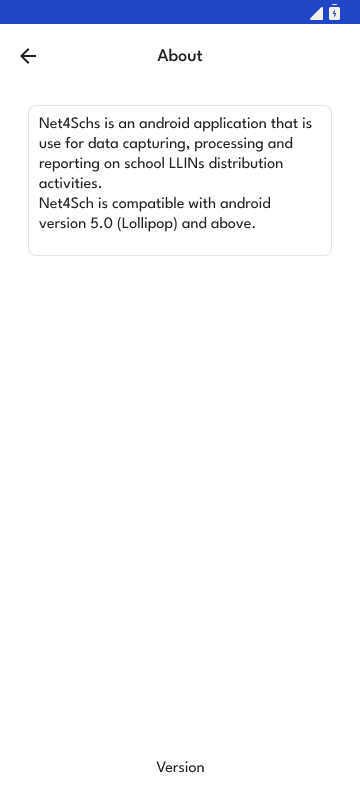 About
Net4Schs is an android application that is
use for data capturing, processing and
reporting on school LLINs distribution
activities.
Net4Sch is compatible with android
version 5.0 (Lollipop) and above.
Version